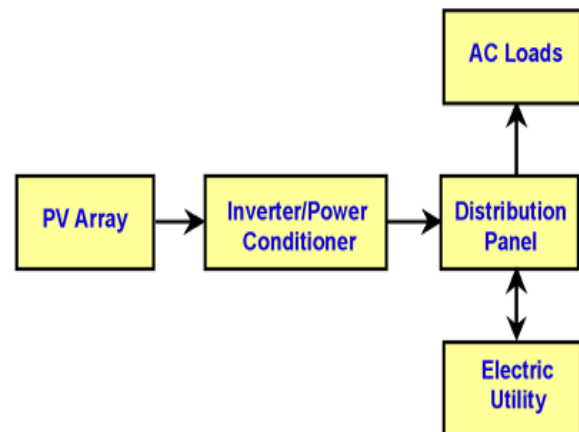 AC Loads
PV Array
Inverter/Power
Conditioner
Distribution
Panel
Electric
Utility